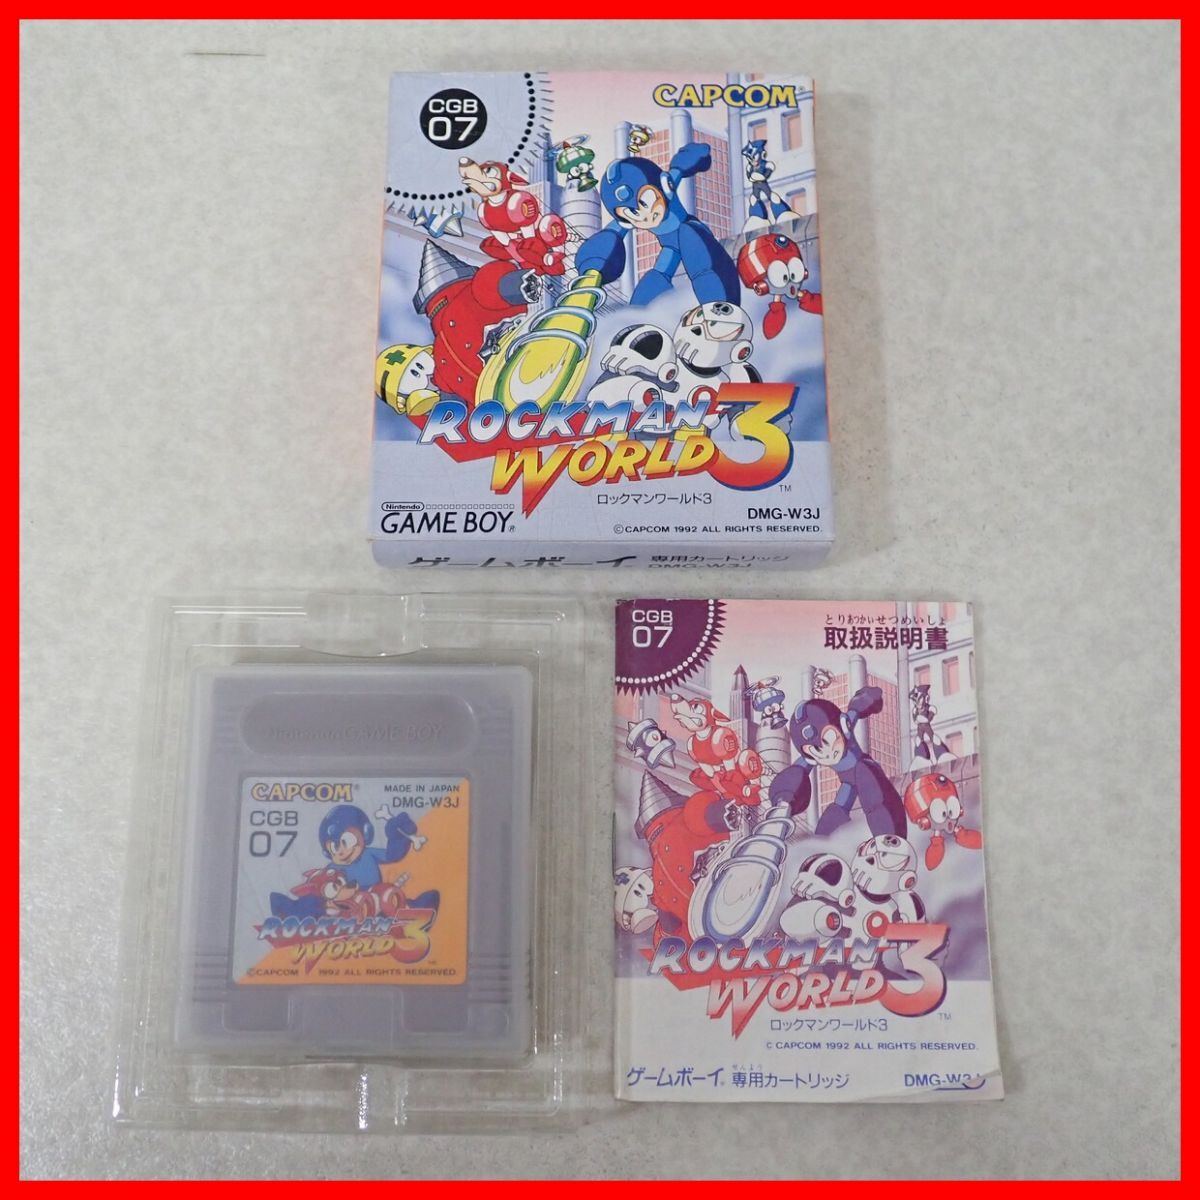 CGB
07
CAPCOM®
ROCKMAN
WORLD 3
TM
ロックマンワールド3
Nintendo
GAME BOY®
DMG-W3J
©CAPCOM 1992 ALL RIGHTS RESERVED.
ゲームボーイ 専用カートリッジ
DMG-W3J
Nintendo GAME BOY
CAPCOM®
MADE IN JAPAN
DMG-W3J
CGB
07
ROCKMAN
WORLD 3
©CAPCOM 1992 ALL RIGHTS RESERVED.
CGB
07
とりあつかいせつめいしょ
取扱説明書
ROCKMAN
WORLD 3
TM
ロックマンワールド3
© CAPCOM 1992 ALL RIGHTS RESERVED.
せんよう
ゲームボーイ® 専用カートリッジ
DMG-W3J